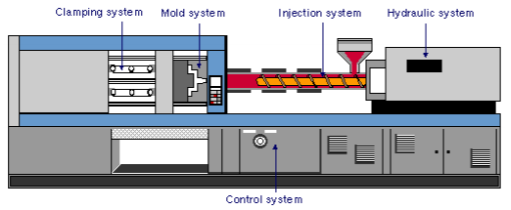 Clamping system
Mold system
Injection system
Hydraulic system
Control system